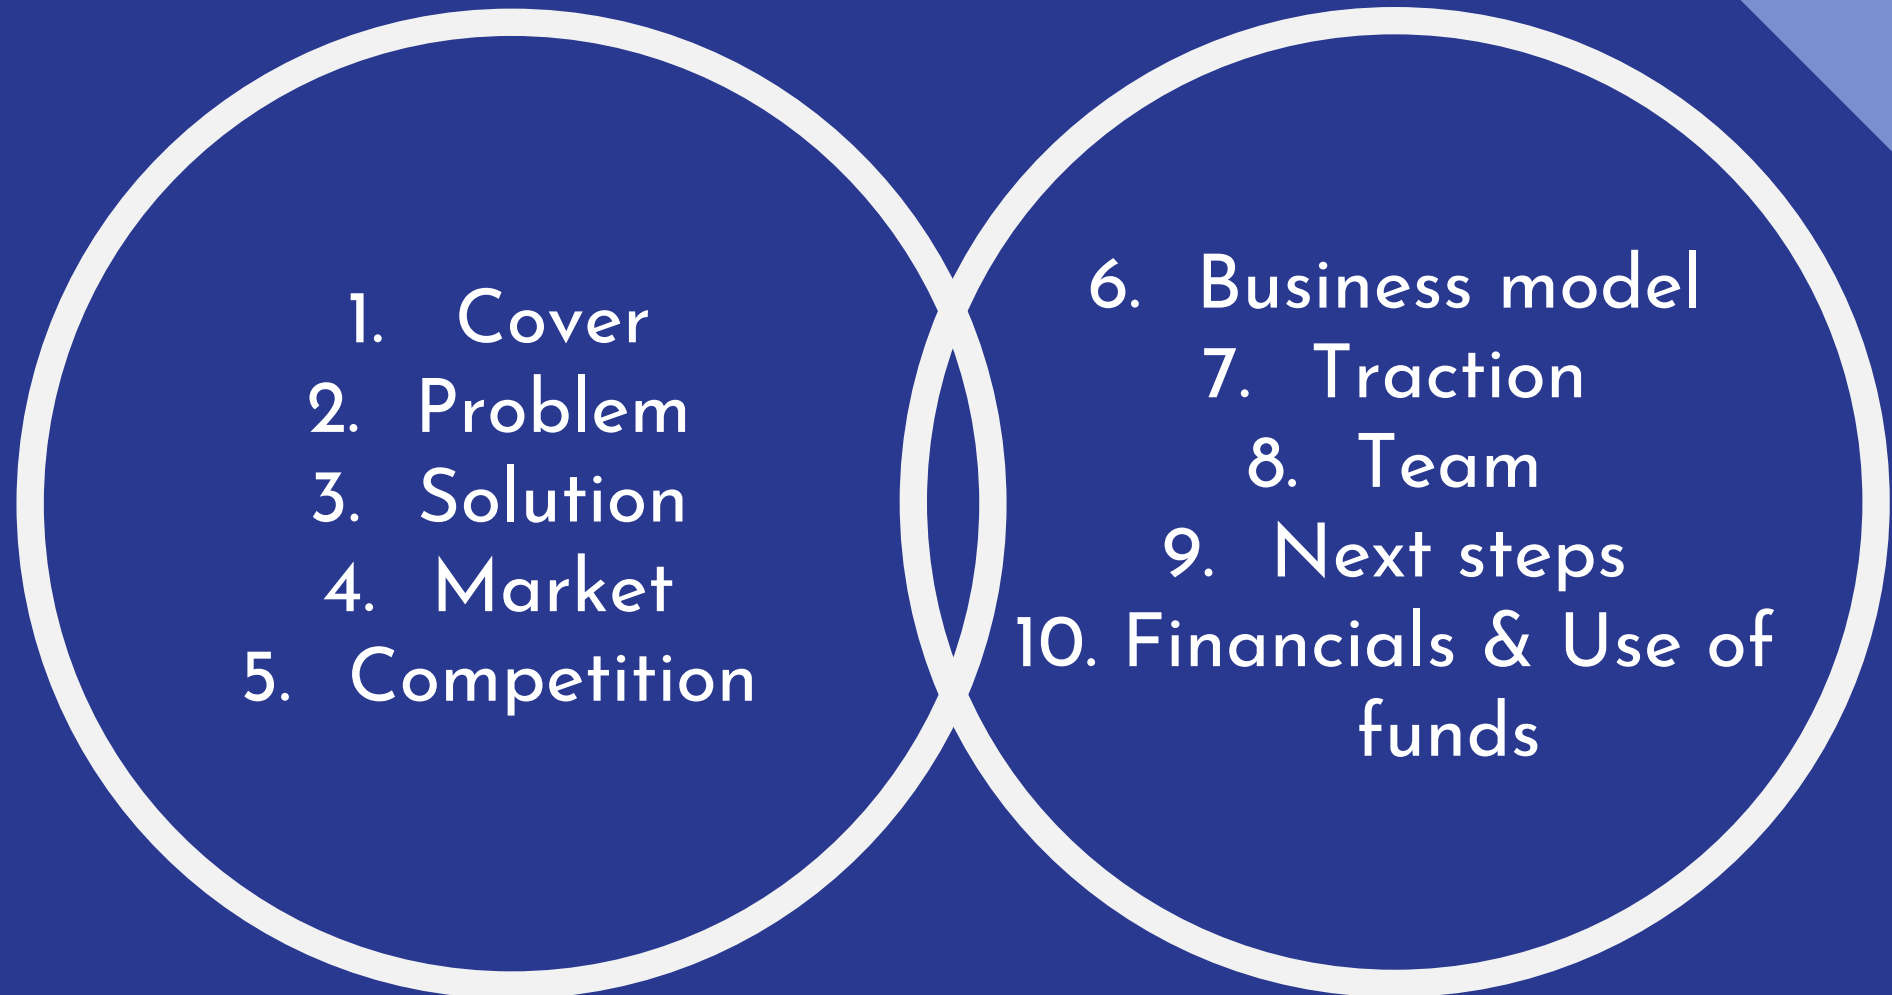 1. Cover
2. Problem
3. Solution
4. Market
5. Competition
6. Business model
7. Traction
8. Team
9. Next steps
10. Financials & Use of
funds